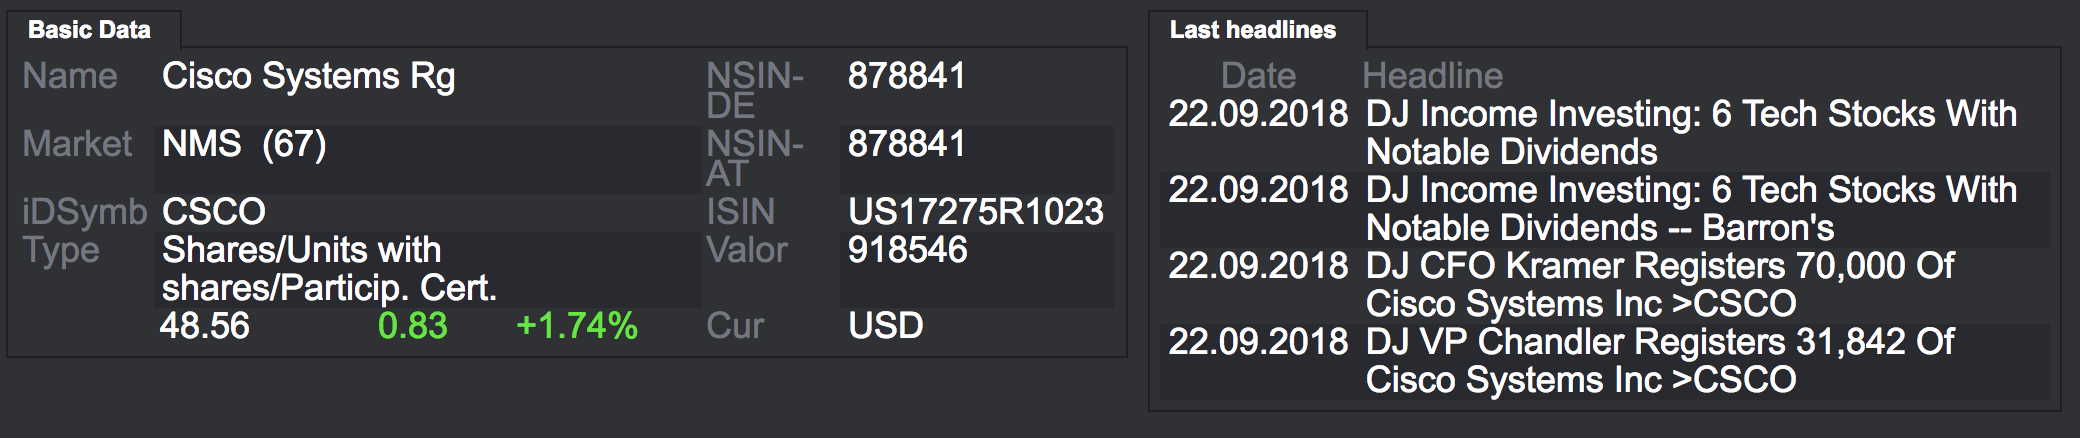 Basic Data
Name Cisco Systems Rg NSIN-
DE 878841
Market NMS (67) NSIN-
AT 878841
iDSymb CSCO ISIN US17275R1023
Type Shares/Units with Valor 918546
shares/Particip. Cert.
48.56 0.83 +1.74% Cur USD
Last headlines
Date Headline
22.09.2018 DJ Income Investing: 6 Tech Stocks With
Notable Dividends
22.09.2018 DJ Income Investing: 6 Tech Stocks With
Notable Dividends -- Barron's
22.09.2018 DJ CFO Kramer Registers 70,000 Of
Cisco Systems Inc >CSCO
22.09.2018 DJ VP Chandler Registers 31,842 Of
Cisco Systems Inc >CSCO